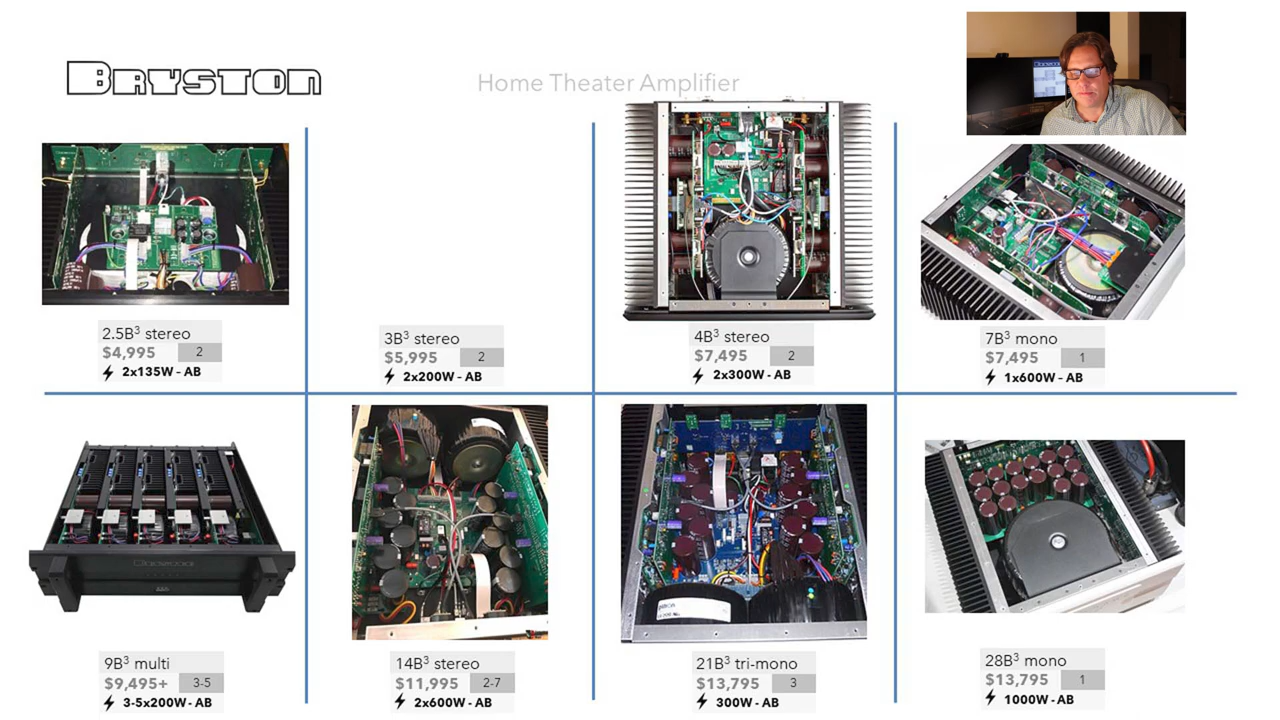 BRYSTON
Home Theater Amplifier
2.5B³ stereo
$4,995 2
2x135W - AB
3B³ stereo
$5,995 2
2x200W - AB
4B³ stereo
$7,495 2
2x300W - AB
7B³ mono
$7,495 1
1x600W - AB
9B³ multi
$9,495+ 3-5
3-5x200W - AB
14B³ stereo
$11,995 2-7
2x600W - AB
21B³ tri-mono
$13,795 3
300W - AB
28B³ mono
$13,795 1
1000W - AB